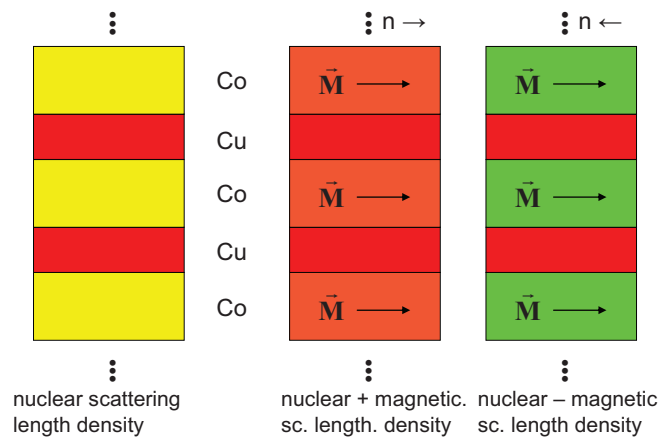 n →
n ←
Co
M⃗
M⃗
Cu
Co
M⃗
M⃗
Cu
Co
M⃗
M⃗
nuclear scattering
length density
nuclear + magnetic.
sc. length. density
nuclear – magnetic
sc. length density